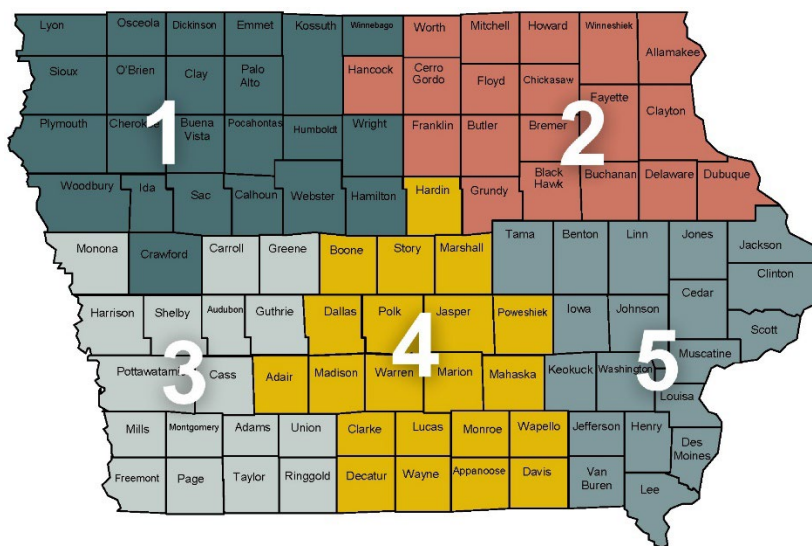 Lyon
Osceola
Dickinson
Emmet
Kossuth
Winnebago
Worth
Mitchell
Howard
Winneshiek
Allamakee
Sioux
O'Brien
Clay
Palo
Alto
Hancock
Cerro
Gordo
Floyd
Chickasaw
Fayette
Clayton
Plymouth
Cherokee
Buena
Vista
Pocahontas
Humboldt
Wright
Franklin
Butler
Bremer
1
2
Woodbury
Ida
Sac
Calhoun
Webster
Hamilton
Hardin
Grundy
Black
Hawk
Buchanan
Delaware
Dubuque
Monona
Crawford
Carroll
Greene
Boone
Story
Marshall
Tama
Benton
Linn
Jones
Jackson
Clinton
Harrison
Shelby
Audubon
Guthrie
Dallas
Polk
Jasper
Poweshiek
Iowa
Johnson
Cedar
Scott
Muscatine
3
4
5
Pottawatami
Cass
Adair
Madison
Warren
Marion
Mahaska
Keokuck
Washington
Louisa
Mills
Montgomery
Adams
Union
Clarke
Lucas
Monroe
Wapello
Jefferson
Henry
Des
Moines
Freemont
Page
Taylor
Ringgold
Decatur
Wayne
Appanoose
Davis
Van
Buren
Lee